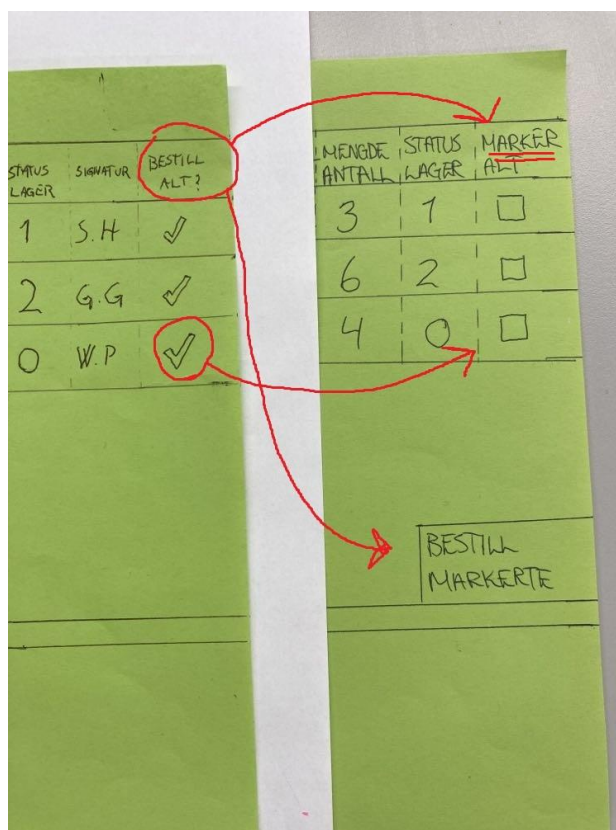 STATUS LAGER
SIGNATUR
BESTILL ALT?
1 S.H ✓
2 G.G ✓
0 W.P ✓
MENGDE ANTALL
STATUS LAGER
MARKER ALT
3 1 ☐
6 2 ☐
4 0 ☐
BESTILL
MARKERTE